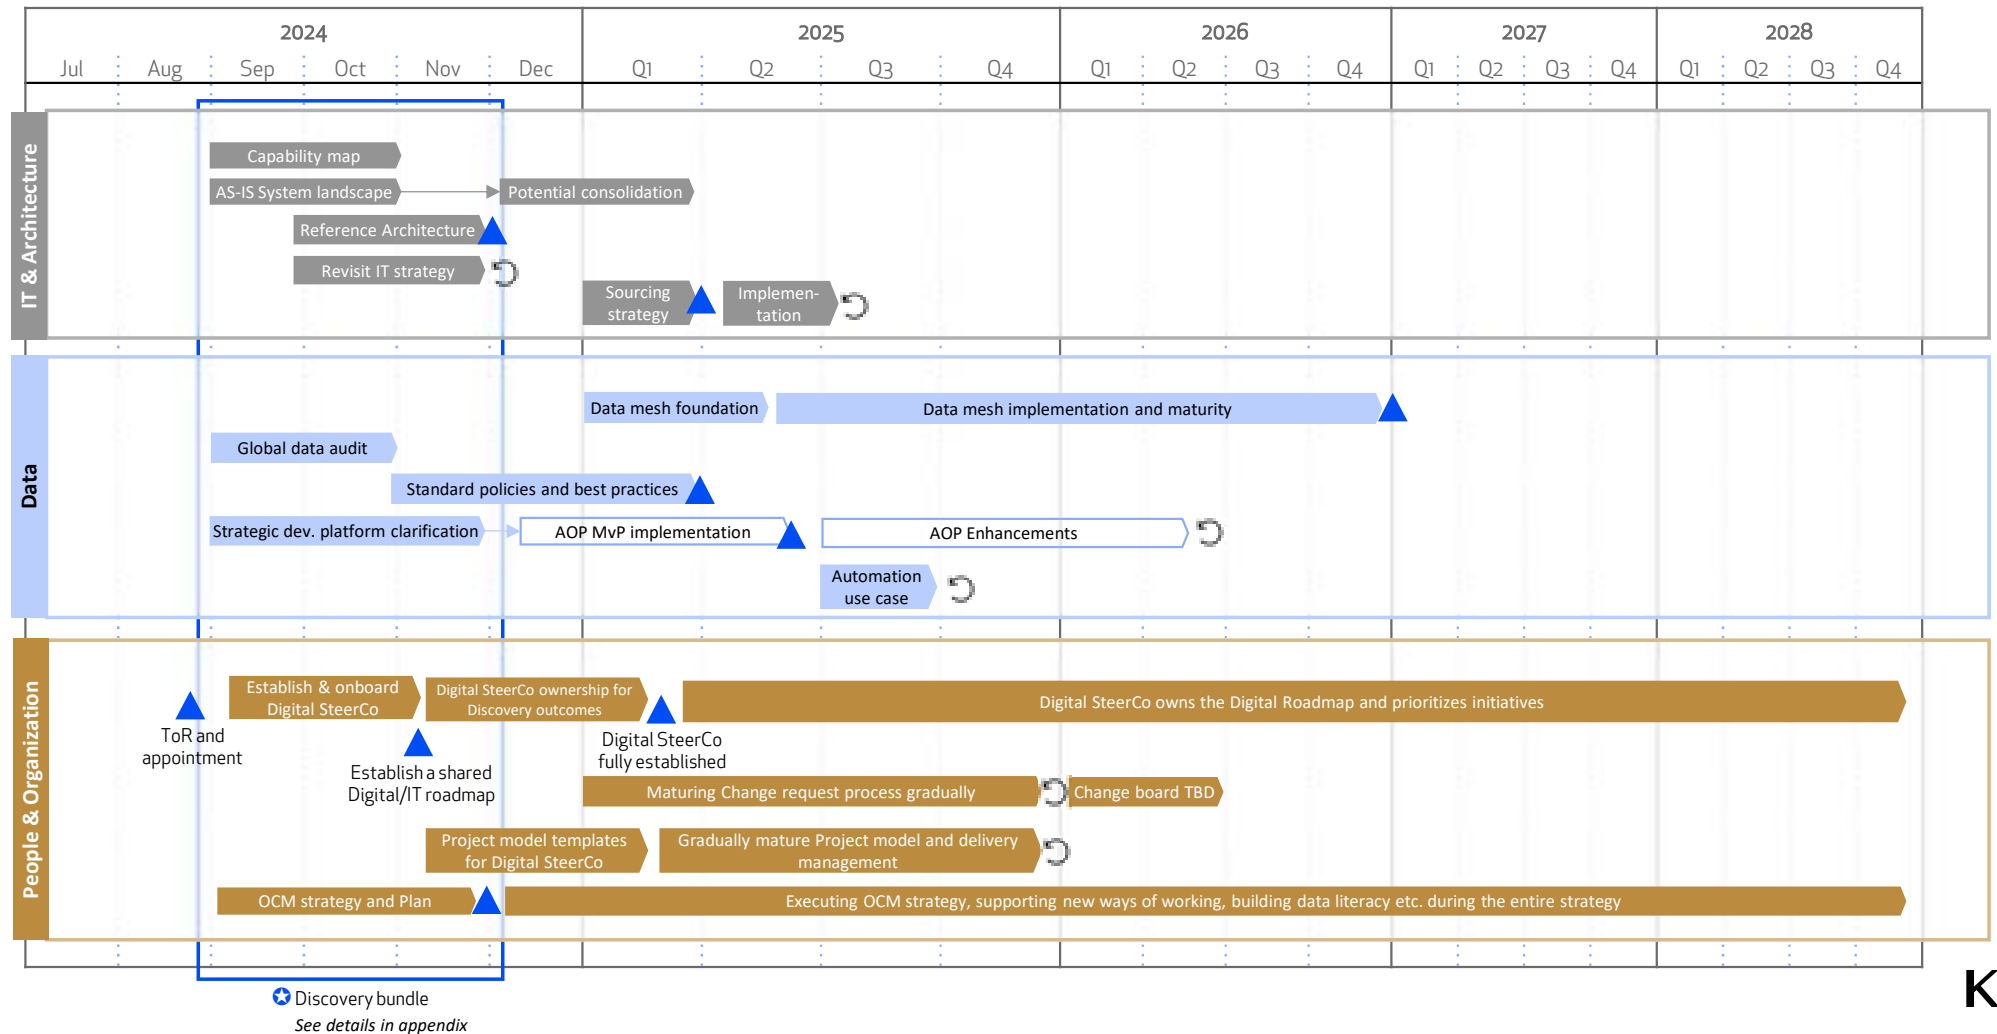 2024 2025 2026 2027 2028
Jul Aug Sep Oct Nov Dec Q1 Q2 Q3 Q4 Q1 Q2 Q3 Q4 Q1 Q2 Q3 Q4 Q1 Q2 Q3 Q4
IT & Architecture
Capability map
AS-IS System landscape
Potential consolidation
Reference Architecture
Revisit IT strategy
Sourcing
strategy
Implemen-
tation
Data
Data mesh foundation
Data mesh implementation and maturity
Global data audit
Standard policies and best practices
Strategic dev. platform clarification
AOP MvP implementation
AOP Enhancements
Automation
use case
People & Organization
Establish & onboard
Digital SteerCo
Digital SteerCo ownership for
Discovery outcomes
Digital SteerCo owns the Digital Roadmap and prioritizes initiatives
ToR and
appointment
Establish a shared
Digital/IT roadmap
Digital SteerCo
fully established
Maturing Change request process gradually
Change board TBD
Project model templates
for Digital SteerCo
Gradually mature Project model and delivery
management
OCM strategy and Plan
Executing OCM strategy, supporting new ways of working, building data literacy etc. during the entire strategy
Discovery bundle
See details in appendix
K